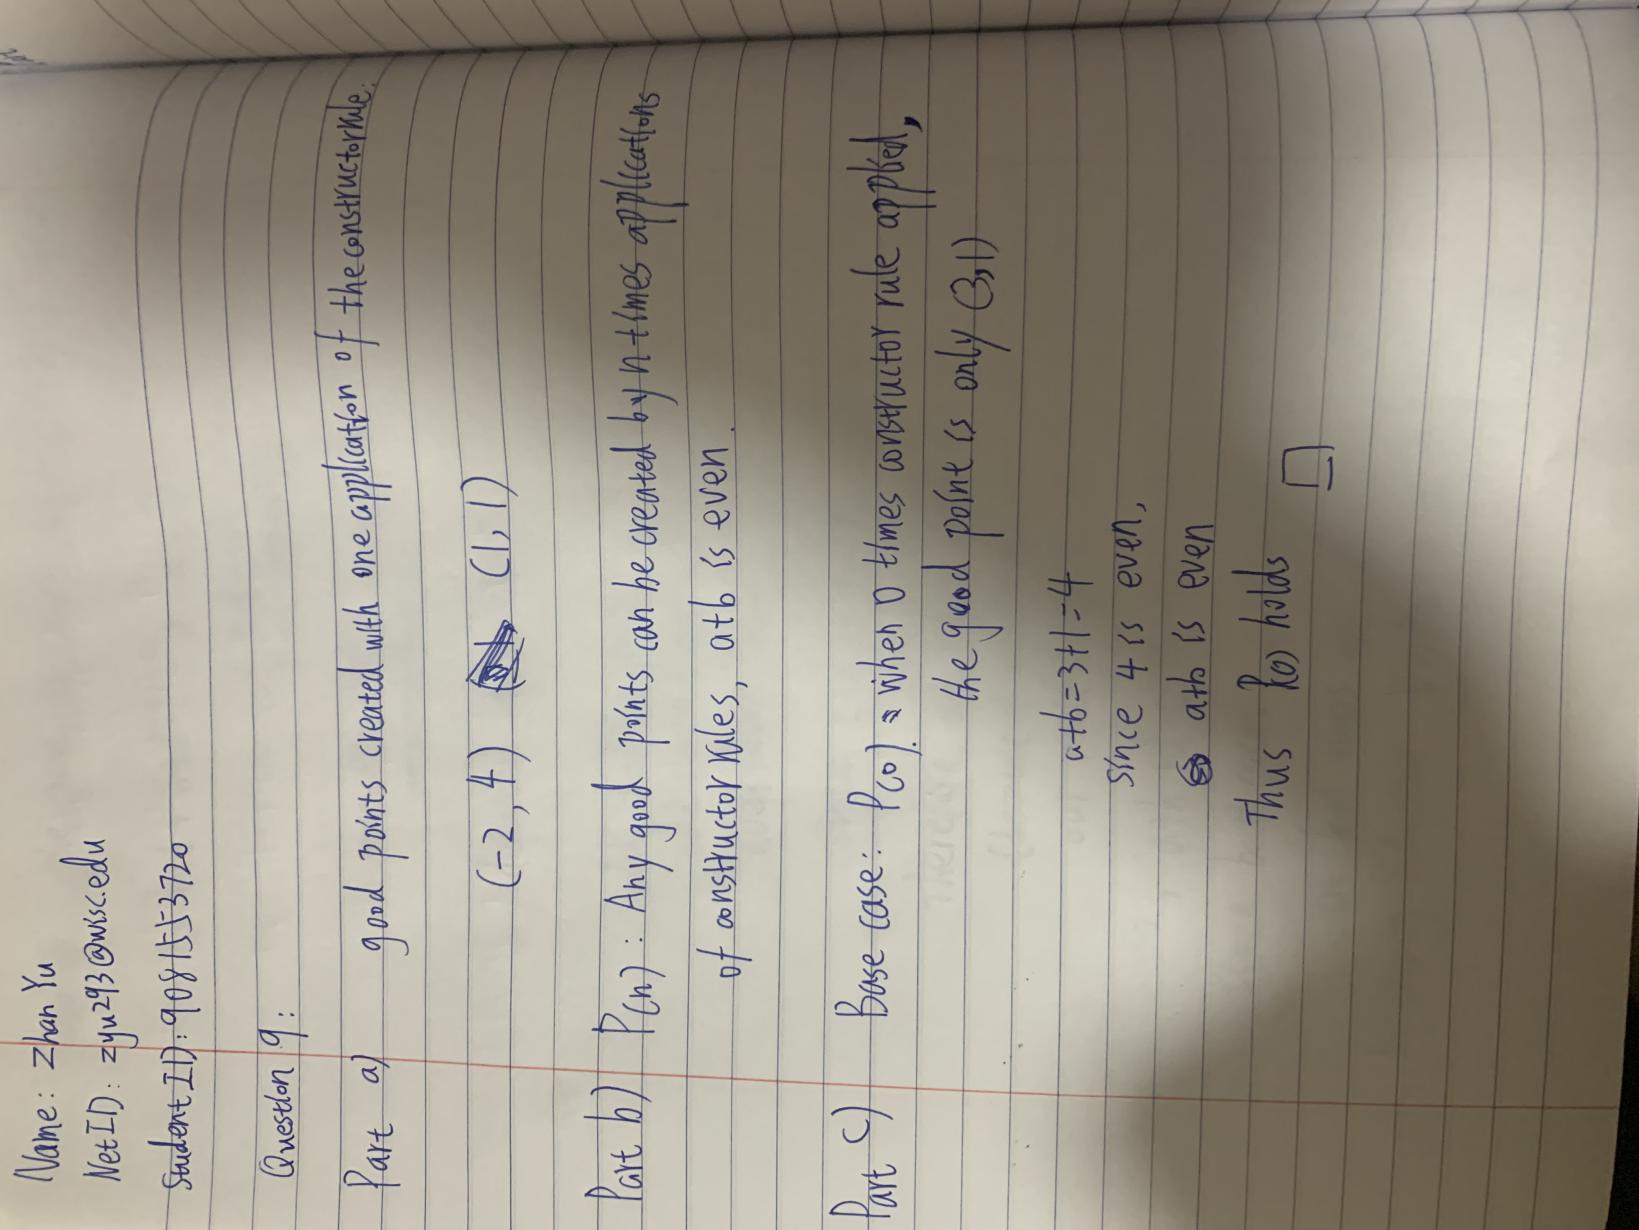 Name: Zhan Yu
NetID: zyu293@wisc.edu
Student ID: 9081553720
Question 9:
Part a) good points created with one application of the constructor rule:
(-2, 4) (1, 1)
Part b) P(n): Any good points can be created by n times applications
of constructor rules, a+b is even.
Part c) Base case: P(0): when 0 times constructor rule applied,
the good point is only (3,1)
a+b=3+1=4
since 4 is even,
a+b is even
Thus P(0) holds